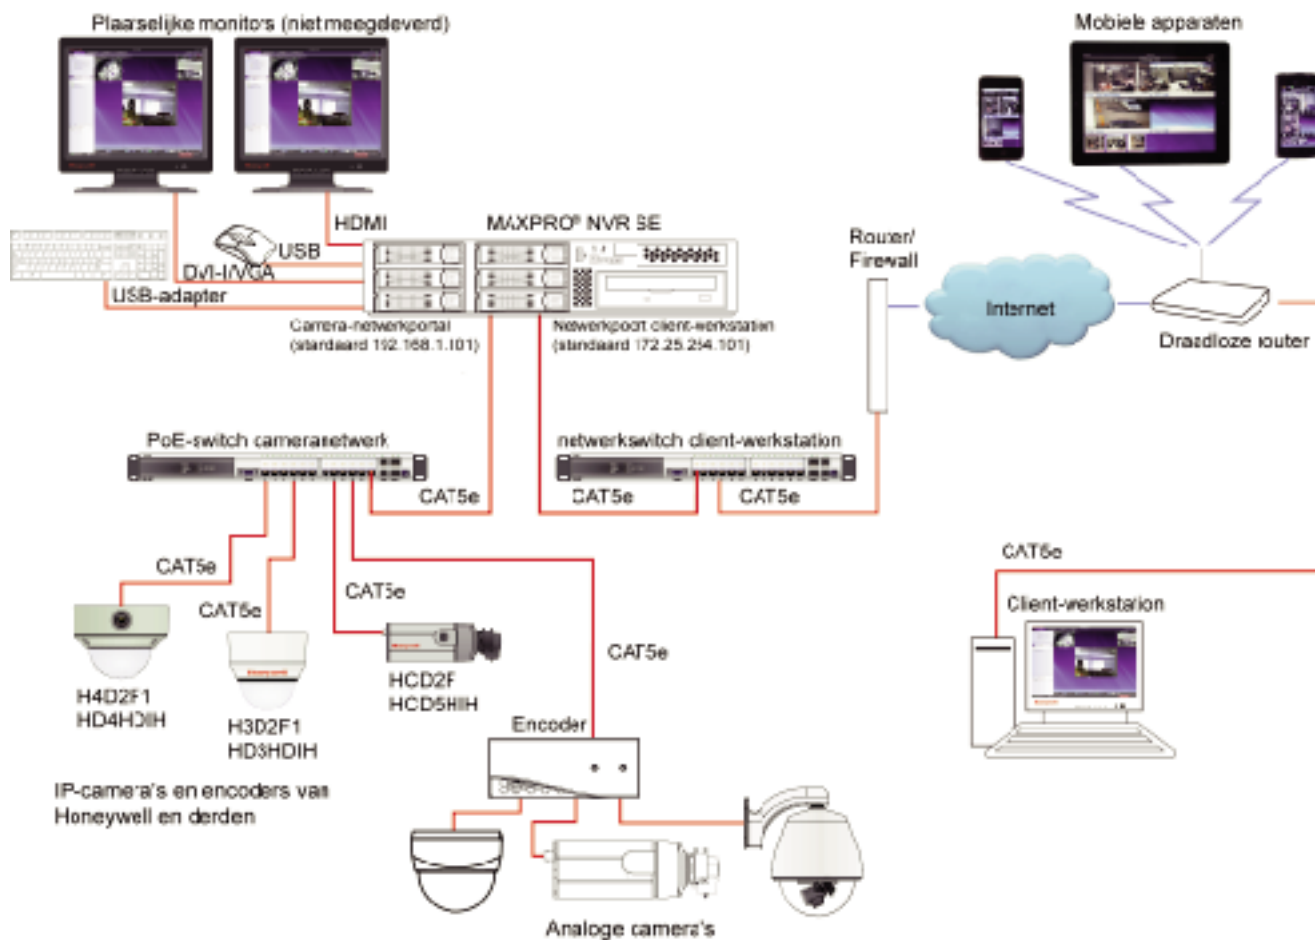 Plaatselijke monitors (niet meegeleverd)
Mobiele apparaten
HDMI
MAXPRO® NVR SE
USB
DVI-I/VGA
USB-adapter
Router/
Firewall
Internet
Draadloze router
Camera-netwerkportal
(standaard 192.168.1.101)
Netwerkpoort client-werkstation
(standaard 172.25.254.101)
PoE-switch cameranetwerk
netwerkswitch client-werkstation
CAT5e
CAT5e
CAT5e
CAT5e
CAT5e
CAT5e
CAT5e
CAT5e
Client-werkstation
Honeywell
Honeywell
H4D2F1
HD4HDIH
H3D2F1
HD3HDIH
HCD2F
HCD5HIH
Encoder
IP-camera's en encoders van
Honeywell en derden
Analoge camera's